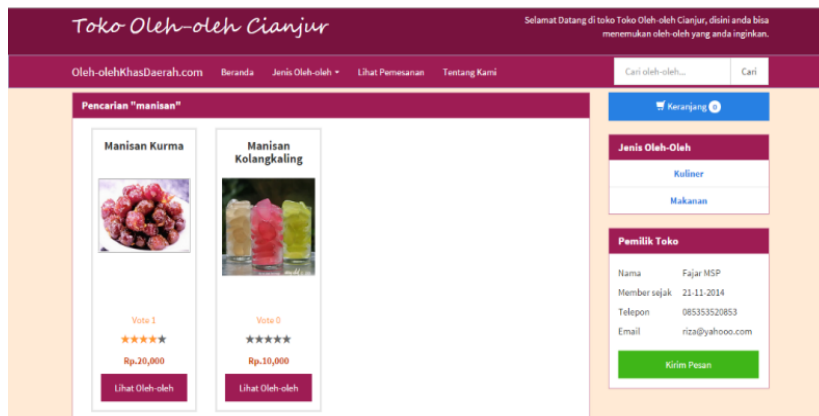 Toko Oleh-oleh Cianjur
Selamat Datang di toko Toko Oleh-oleh Cianjur, disini anda bisa
menemukan oleh-oleh yang anda inginkan.
Oleh-olehKhasDaerah.com Beranda Jenis Oleh-oleh Lihat Pemesanan Tentang Kami Cari oleh-oleh... Cari
Pencarian "manisan"
Manisan Kurma
Vote 1
Rp.20,000
Lihat Oleh-oleh
Manisan
Kolangkaling
Vote 0
Rp.10,000
Lihat Oleh-oleh
Keranjang 0
Jenis Oleh-Oleh
Kuliner
Makanan
Pemilik Toko
Nama Fajar MSP
Member sejak 21-11-2014
Telepon 085353520853
Email riza@yahooo.com
Kirim Pesan